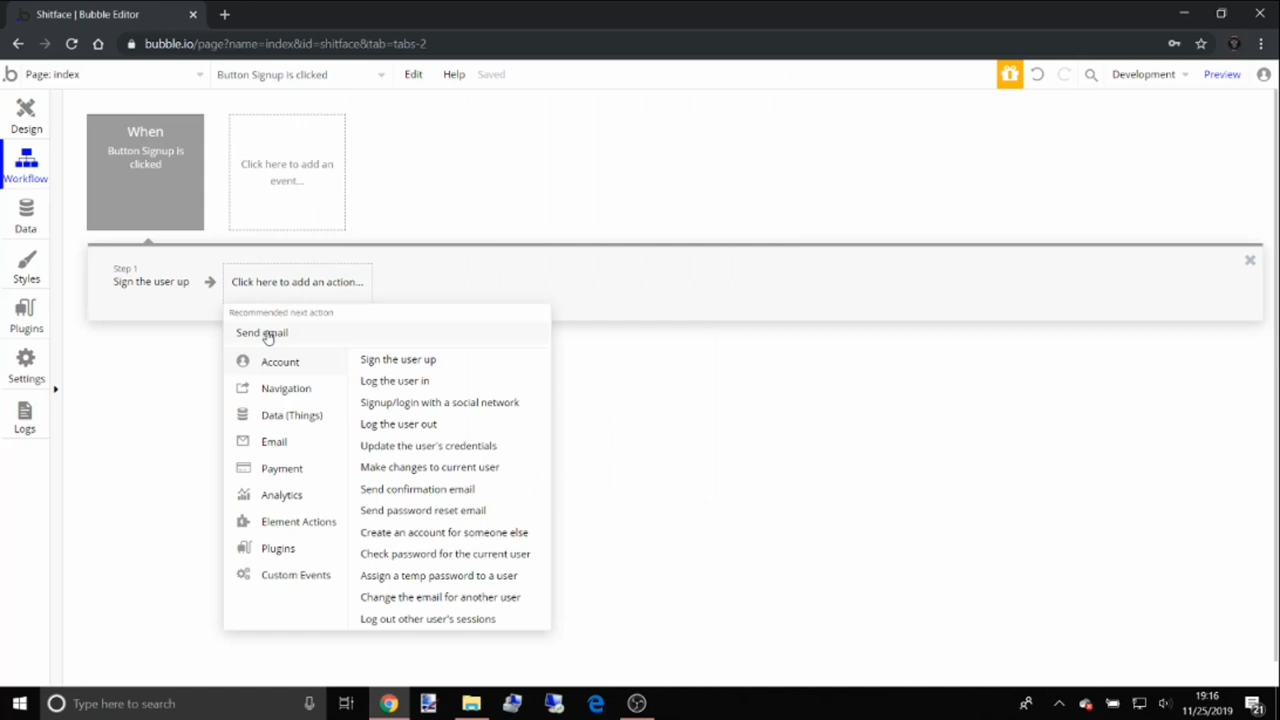 Shitface | Bubble Editor
bubble.io/page?name=index&id=shitface&tab=tabs-2
Page: index
Button Signup is clicked
Edit
Help
Saved
Development
Preview
Design
Workflow
Data
Styles
Plugins
Settings
Logs
When
Button Signup is
clicked
Click here to add an
event...
Step 1
Sign the user up
Click here to add an action...
Recommended next action
Send email
Account
Navigation
Data (Things)
Email
Payment
Analytics
Element Actions
Plugins
Custom Events
Sign the user up
Log the user in
Signup/login with a social network
Log the user out
Update the user's credentials
Make changes to current user
Send confirmation email
Send password reset email
Create an account for someone else
Check password for the current user
Assign a temp password to a user
Change the email for another user
Log out other user's sessions
Type here to search
19:16
11/25/2019
21